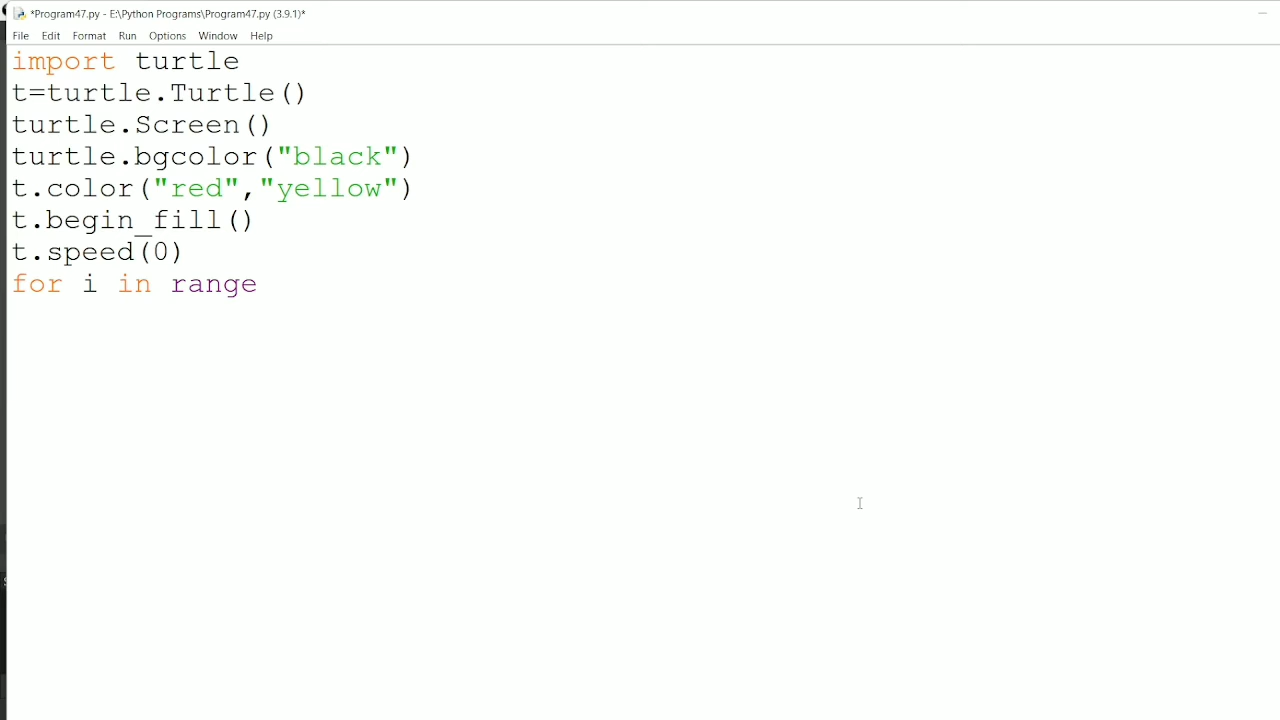 *Program47.py - E:\Python Programs\Program47.py (3.9.1)*
File Edit Format Run Options Window Help
import turtle
t=turtle.Turtle()
turtle.Screen()
turtle.bgcolor("black")
t.color("red","yellow")
t.begin_fill()
t.speed(0)
for i in range